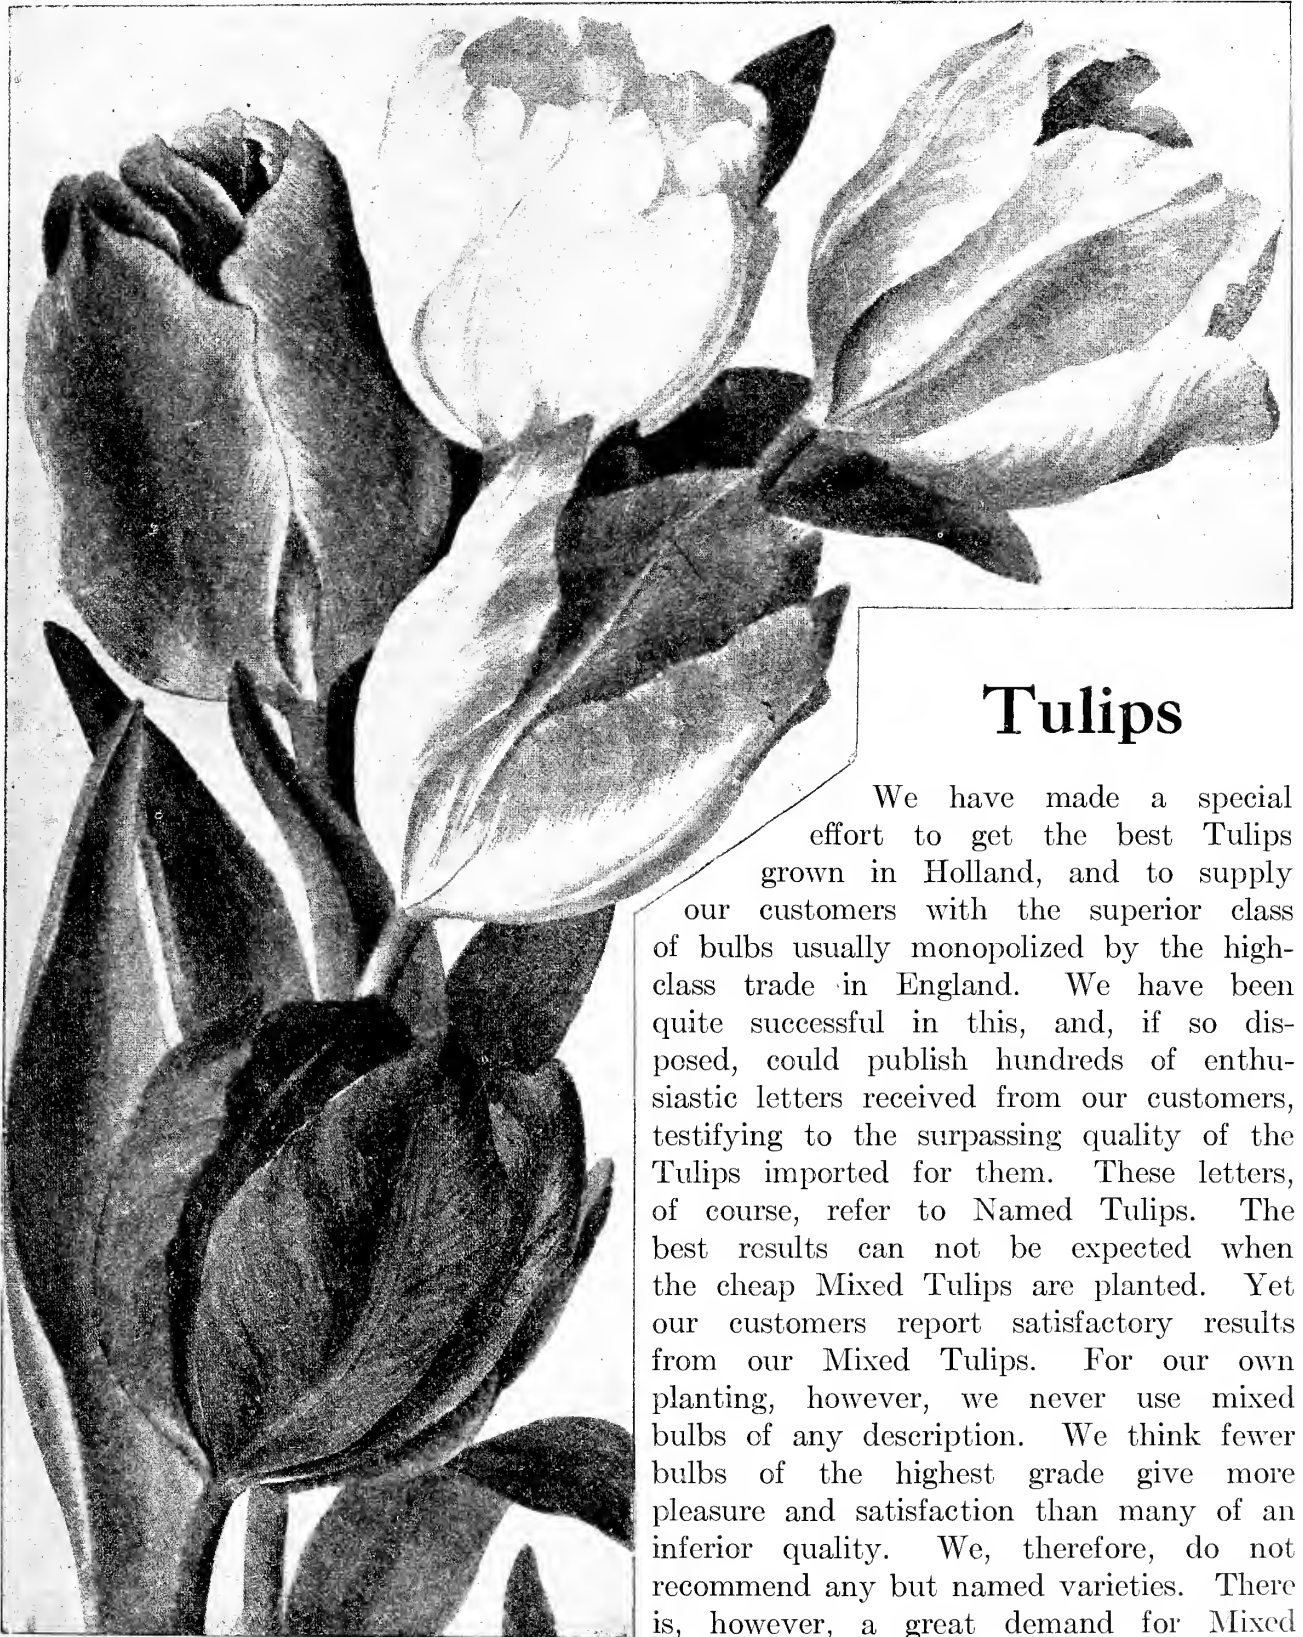 Tulips
We have made a special
effort to get the best Tulips
grown in Holland, and to supply
our customers with the superior class
of bulbs usually monopolized by the high-
class trade in England. We have been
quite successful in this, and, if so dis-
posed, could publish hundreds of enthu-
siastic letters received from our customers,
testifying to the surpassing quality of the
Tulips imported for them. These letters,
of course, refer to Named Tulips. The
best results can not be expected when
the cheap Mixed Tulips are planted. Yet
our customers report satisfactory results
from our Mixed Tulips. For our own
planting, however, we never use mixed
bulbs of any description. We think fewer
bulbs of the highest grade give more
pleasure and satisfaction than many of an
inferior quality. We, therefore, do not
recommend any but named varieties. There
is, however, a great demand for Mixed